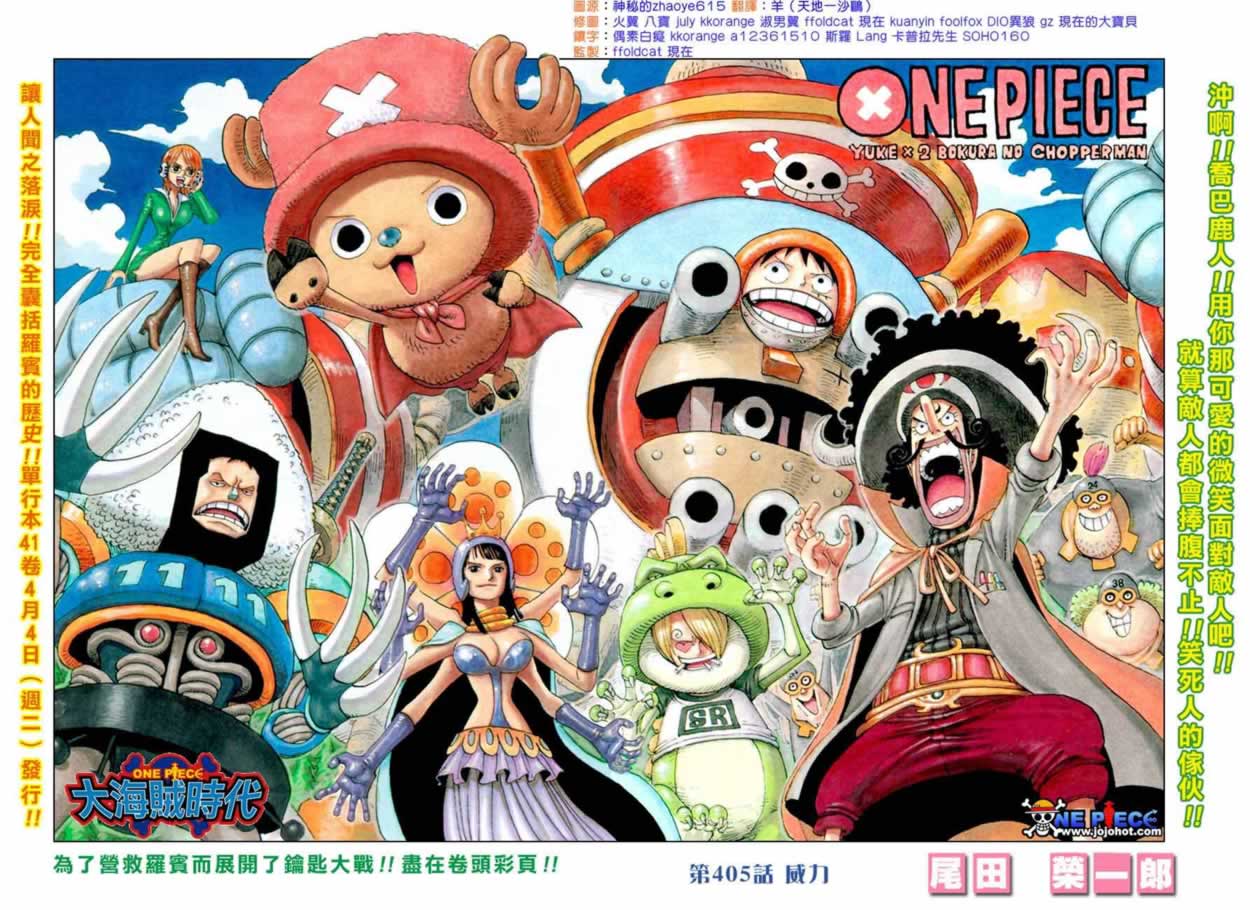 圖源：神秘的zhaoye615 翻譯：羊（天地一沙鷗）
修圖：火翼 八寶 july kkorange 淑男翼 ffoldcat 現在 kuanyin foolfox DIO異狼 gz 現在的大寶貝
鑲字：偶素白癡 kkorange a12361510 斯羅 Lang 卡普拉先生 SOHO160
監製：ffoldcat 現在
ONE PIECE
YUKE×2 BOKURA NO CHOPPERMAN
沖啊!!喬巴鹿人!!用你那可愛的微笑面對敵人吧!!
就算敵人都會捧腹不止!!笑死人的傢伙!!
讓人聞之落淚!!完全囊括羅賓的歷史!!單行本41卷4月4日（週二）發行!!
24
38
11
11
GR
ONE PIECE
大海賊時代
ONE PIECE
www.jojohot.com
為了營救羅賓而展開了鑰匙大戰!!盡在卷頭彩頁!!
第405話 威力
尾田 榮一郎